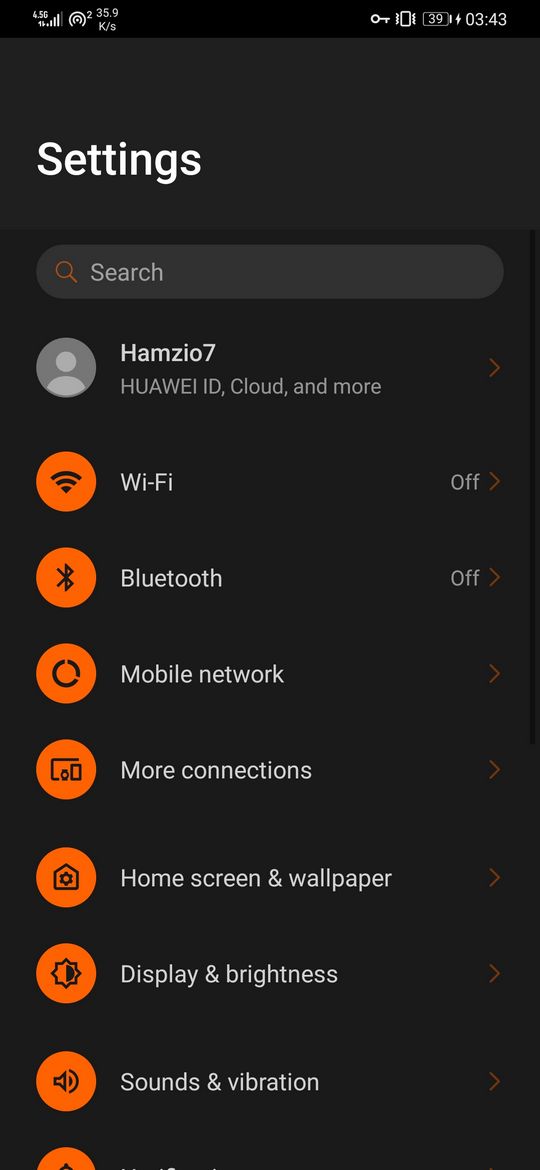 4.5G 2 35.9 K/s 39 03:43
Settings
Search
Hamzio7
HUAWEI ID, Cloud, and more
Wi-Fi Off
Bluetooth Off
Mobile network
More connections
Home screen & wallpaper
Display & brightness
Sounds & vibration